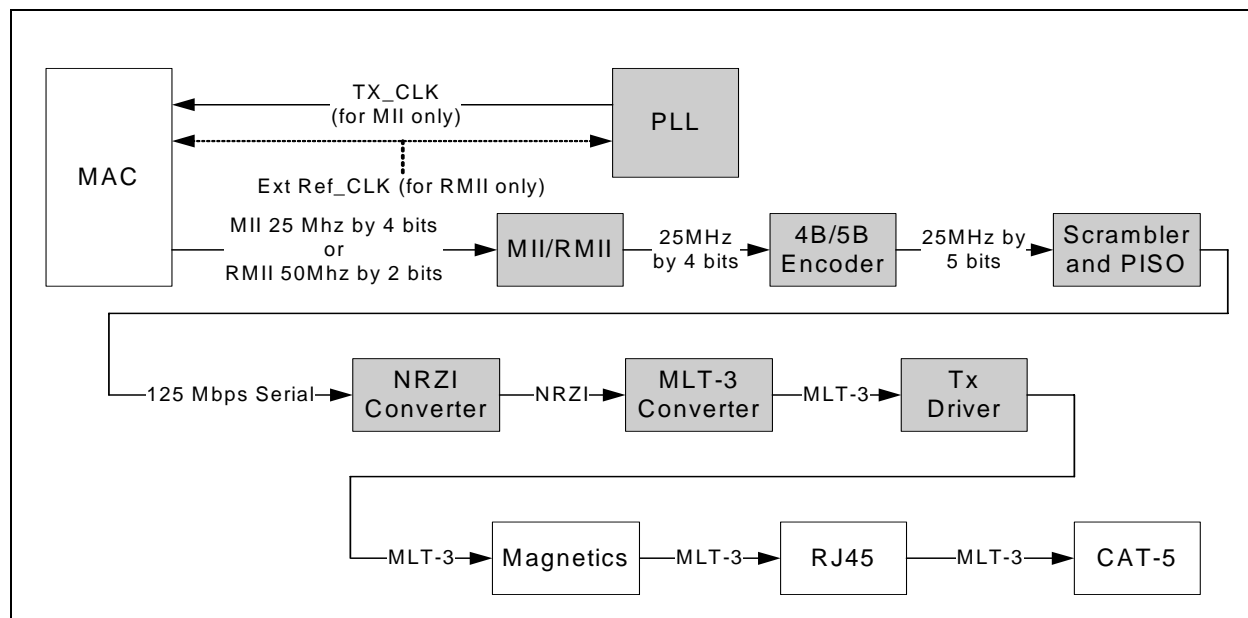 TX_CLK
(for MII only)
PLL
MAC
Ext Ref_CLK (for RMII only)
MII 25 Mhz by 4 bits
or
RMII 50Mhz by 2 bits
MII/RMII
25MHz
by 4 bits
4B/5B
Encoder
25MHz by
5 bits
Scrambler
and PISO
125 Mbps Serial
NRZI
Converter
NRZI
MLT-3
Converter
MLT-3
Tx
Driver
MLT-3
Magnetics
MLT-3
RJ45
MLT-3
CAT-5